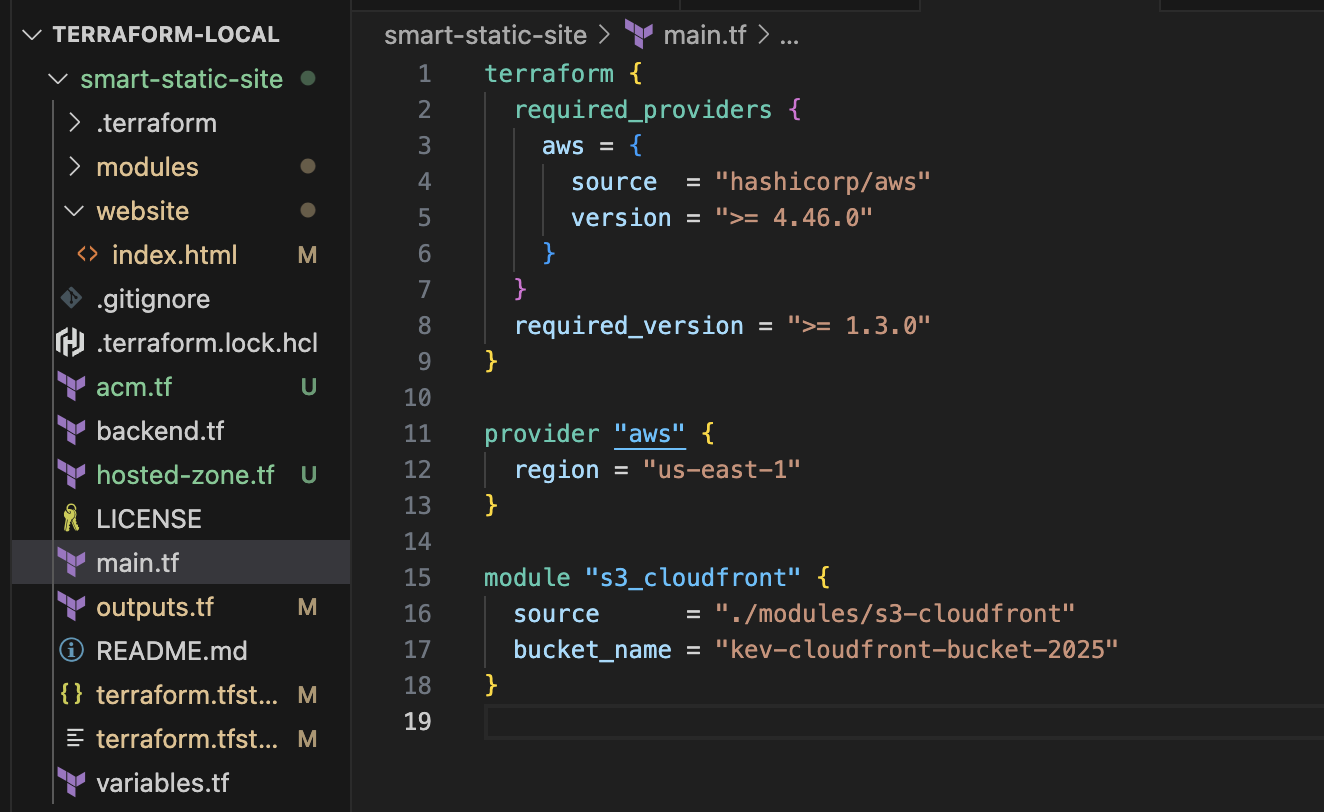 TERRAFORM-LOCAL
smart-static-site
.terraform
modules
website
index.html M
.gitignore
.terraform.lock.hcl
acm.tf U
backend.tf
hosted-zone.tf U
LICENSE
main.tf
outputs.tf M
README.md
terraform.tfst... M
terraform.tfst... M
variables.tf
smart-static-site > main.tf > ...
1 terraform {
2 required_providers {
3 aws = {
4 source = "hashicorp/aws"
5 version = ">= 4.46.0"
6 }
7 }
8 required_version = ">= 1.3.0"
9 }
10
11 provider "aws" {
12 region = "us-east-1"
13 }
14
15 module "s3_cloudfront" {
16 source = "./modules/s3-cloudfront"
17 bucket_name = "kev-cloudfront-bucket-2025"
18 }
19